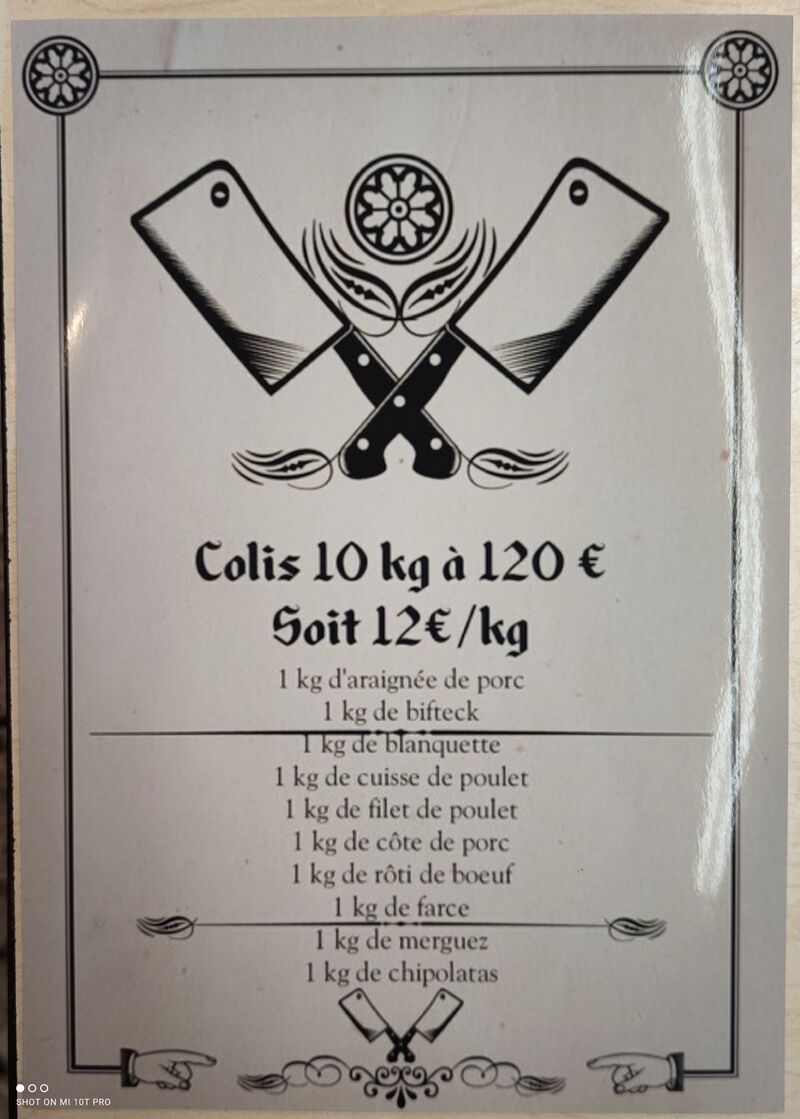 Colis 10 kg à 120 €
Soit 12€/kg
1 kg d'araignée de porc
1 kg de bifteck
1 kg de blanquette
1 kg de cuisse de poulet
1 kg de filet de poulet
1 kg de côte de porc
1 kg de rôti de boeuf
1 kg de farce
1 kg de merguez
1 kg de chipolatas
SHOT ON MI 10T PRO